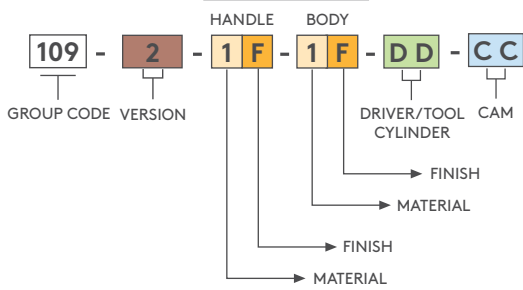 HANDLE BODY
109 - 2 - 1 F - 1 F - D D - C C
GROUP CODE VERSION DRIVER/TOOL CYLINDER CAM
FINISH
MATERIAL
FINISH
MATERIAL